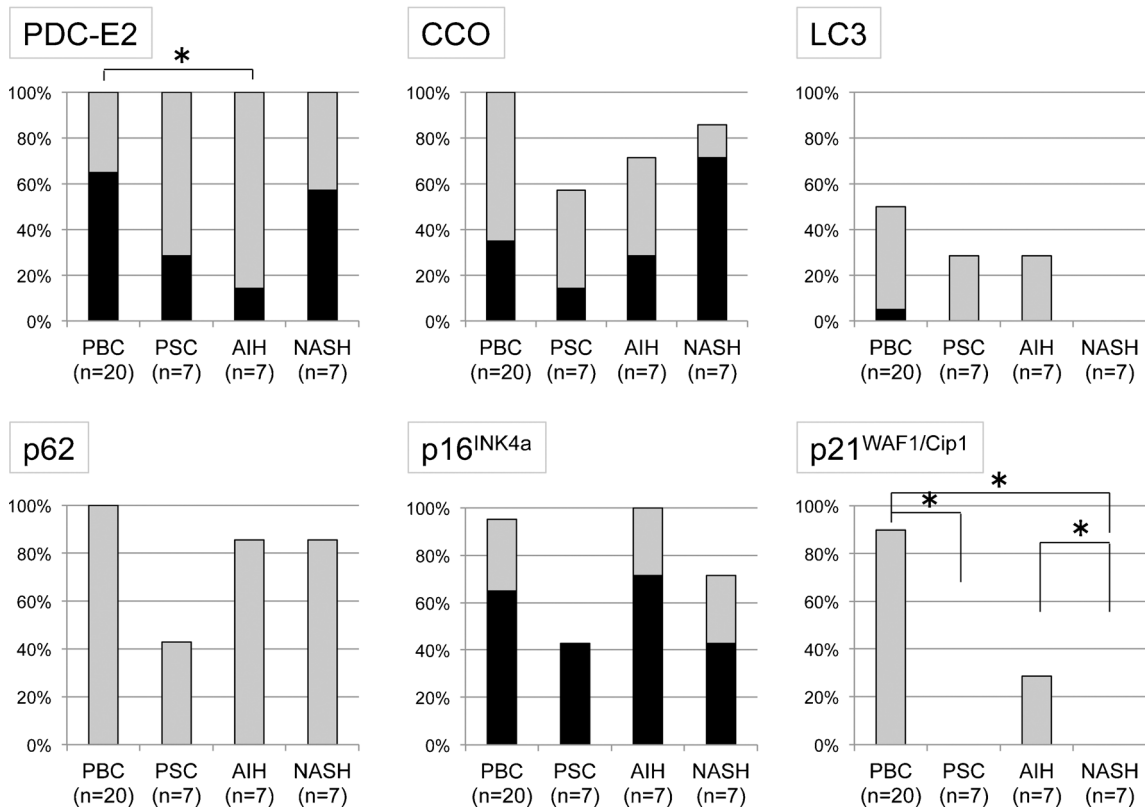 PDC-E2
CCO
LC3
*
100%
80%
60%
40%
20%
0%
PBC PSC AIH NASH
(n=20) (n=7) (n=7) (n=7)
100%
80%
60%
40%
20%
0%
PBC PSC AIH NASH
(n=20) (n=7) (n=7) (n=7)
100%
80%
60%
40%
20%
0%
PBC PSC AIH NASH
(n=20) (n=7) (n=7) (n=7)
p62
p16INK4a
p21WAF1/Cip1
100%
80%
60%
40%
20%
0%
PBC PSC AIH NASH
(n=20) (n=7) (n=7) (n=7)
100%
80%
60%
40%
20%
0%
PBC PSC AIH NASH
(n=20) (n=7) (n=7) (n=7)
*
*
*
100%
80%
60%
40%
20%
0%
PBC PSC AIH NASH
(n=20) (n=7) (n=7) (n=7)